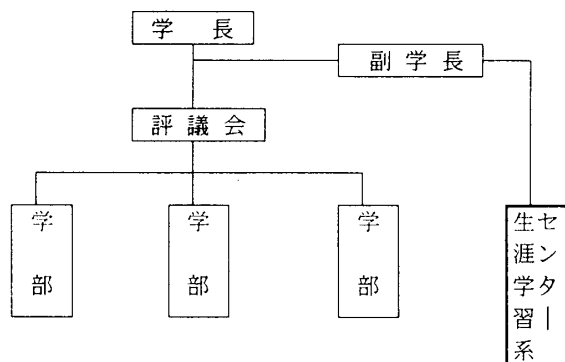 学長
副学長
評議会
学部
学部
学部
生涯学習系
センター